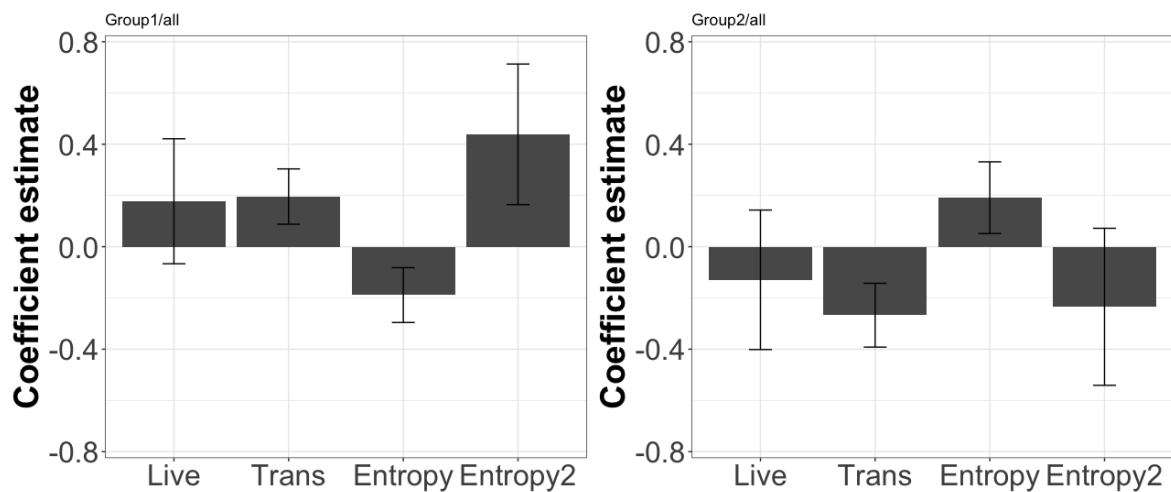 Group1/all
Coefficient estimate
0.8
0.4
0.0
-0.4
-0.8
Live Trans Entropy Entropy2
Group2/all
Coefficient estimate
0.8
0.4
0.0
-0.4
-0.8
Live Trans Entropy Entropy2